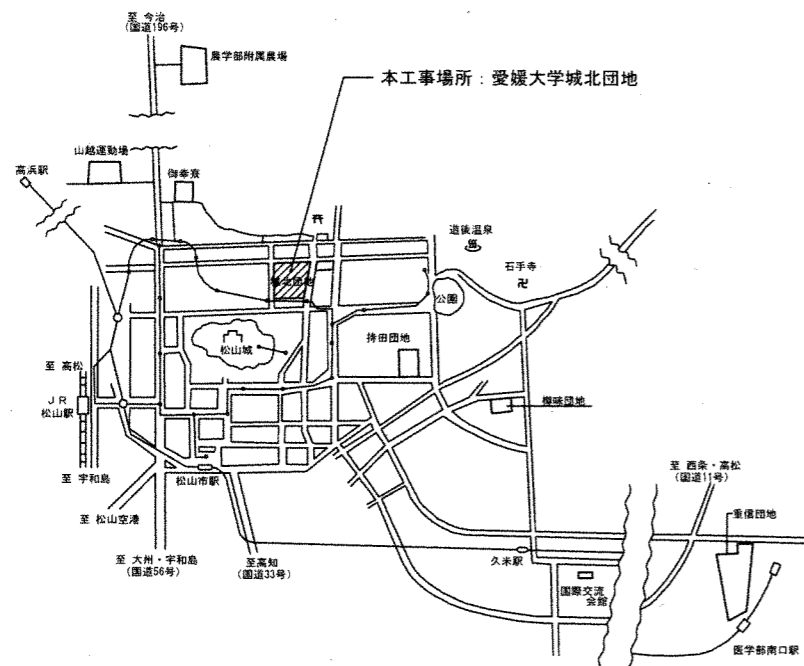 至 今治
(国道196号)
農学部附属農場
本工事場所：愛媛大学城北団地
山越運動場
高浜駅
御幸寮
道後温泉
石手寺
城北団地
公園
松山城
持田団地
至 高松
JR
松山駅
樽味団地
至 宇和島
松山市駅
至 西条・高松
(国道11号)
至 松山空港
重信団地
至 大州・宇和島
(国道56号)
至高知
(国道33号)
久米駅
国際交流
会館
医学部南口駅